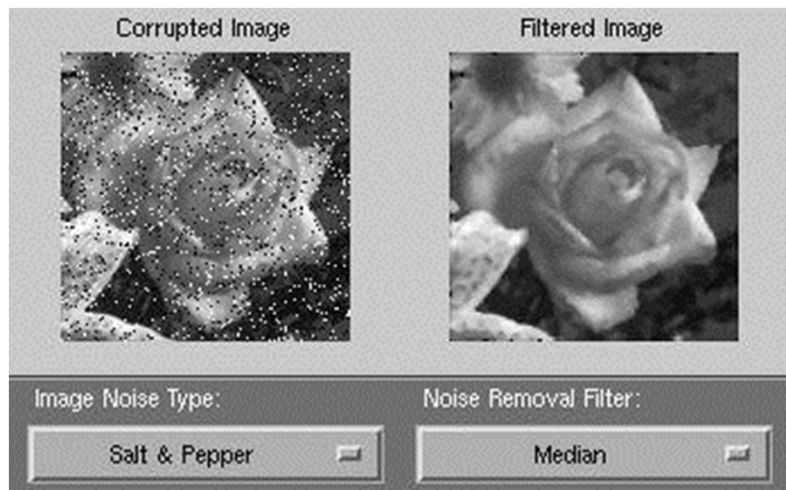 Corrupted Image
Filtered Image
Image Noise Type:
Noise Removal Filter:
Salt & Pepper
Median